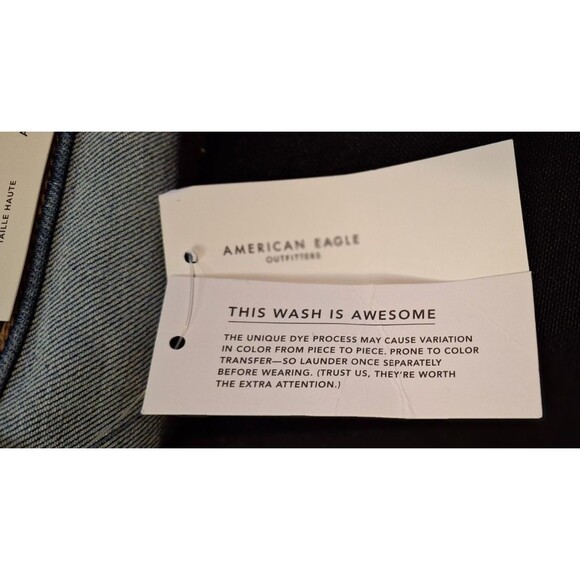 TAILLE HAUTE
A
AMERICAN EAGLE
OUTFITTERS
THIS WASH IS AWESOME
THE UNIQUE DYE PROCESS MAY CAUSE VARIATION
IN COLOR FROM PIECE TO PIECE. PRONE TO COLOR
TRANSFER—SO LAUNDER ONCE SEPARATELY
BEFORE WEARING. (TRUST US, THEY'RE WORTH
THE EXTRA ATTENTION.)